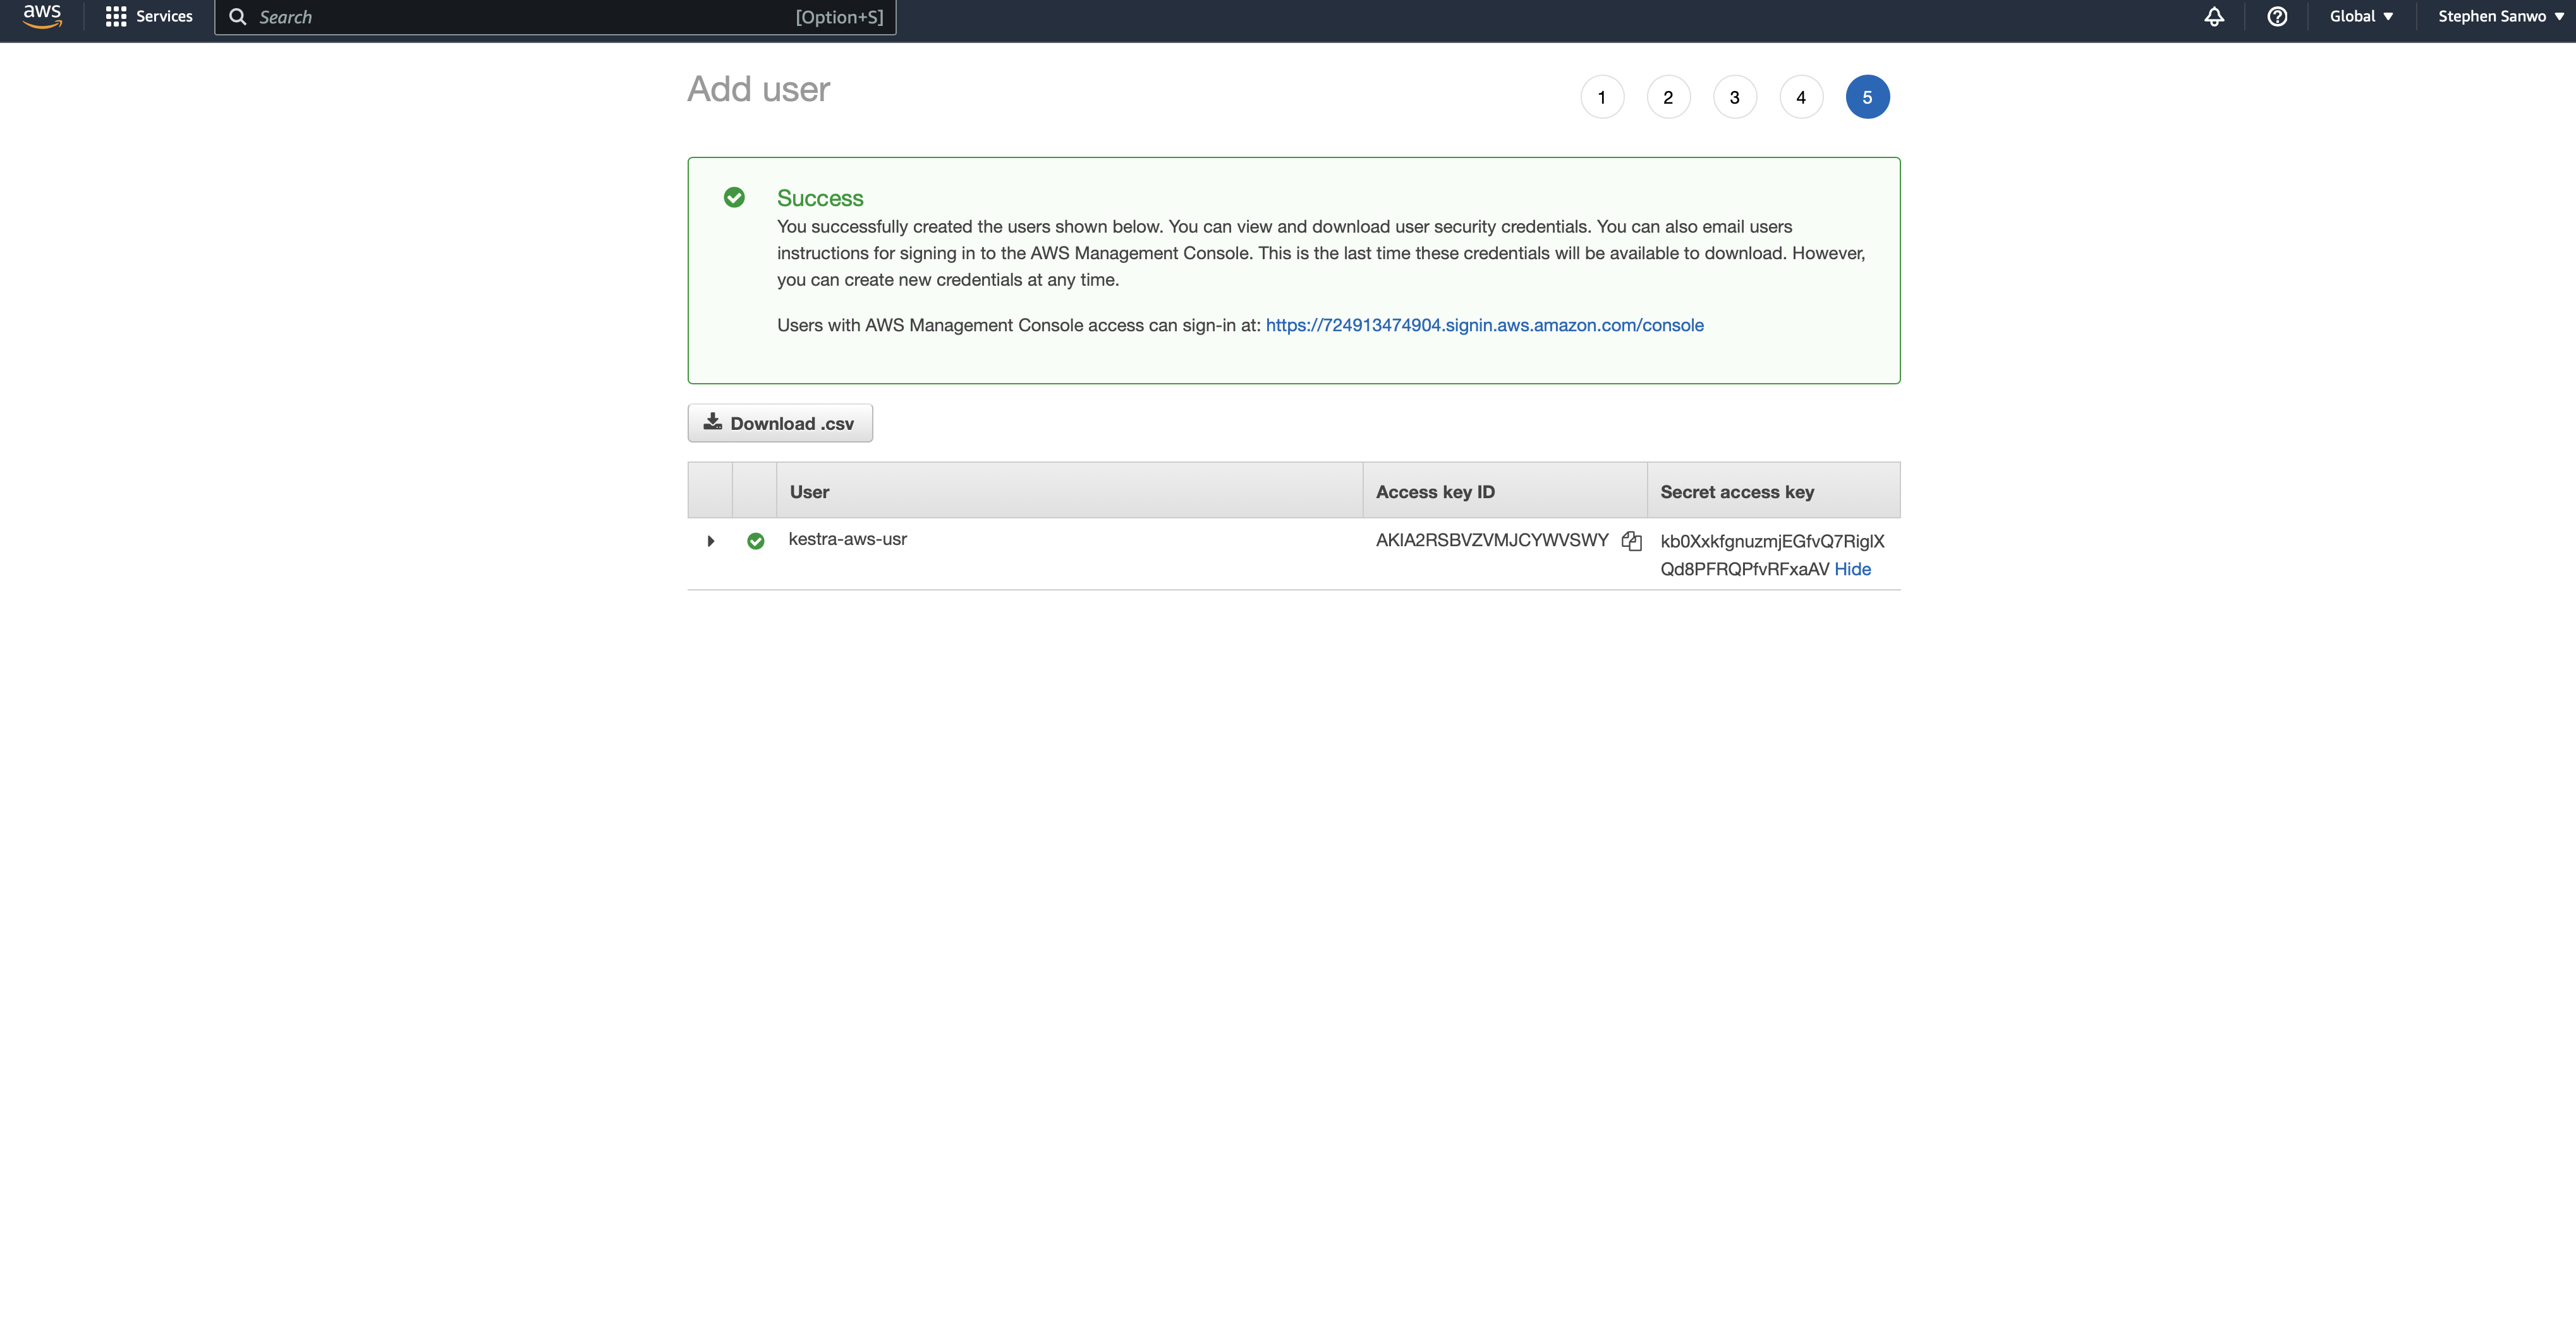 aws
Services
Search
[Option+S]
Global
Stephen Sanwo
Add user
1 2 3 4 5
Success
You successfully created the users shown below. You can view and download user security credentials. You can also email users
instructions for signing in to the AWS Management Console. This is the last time these credentials will be available to download. However,
you can create new credentials at any time.
Users with AWS Management Console access can sign-in at: https://724913474904.signin.aws.amazon.com/console
Download .csv
User Access key ID Secret access key
kestra-aws-usr AKIA2RSBVZVMJCYWVSWY
Hide